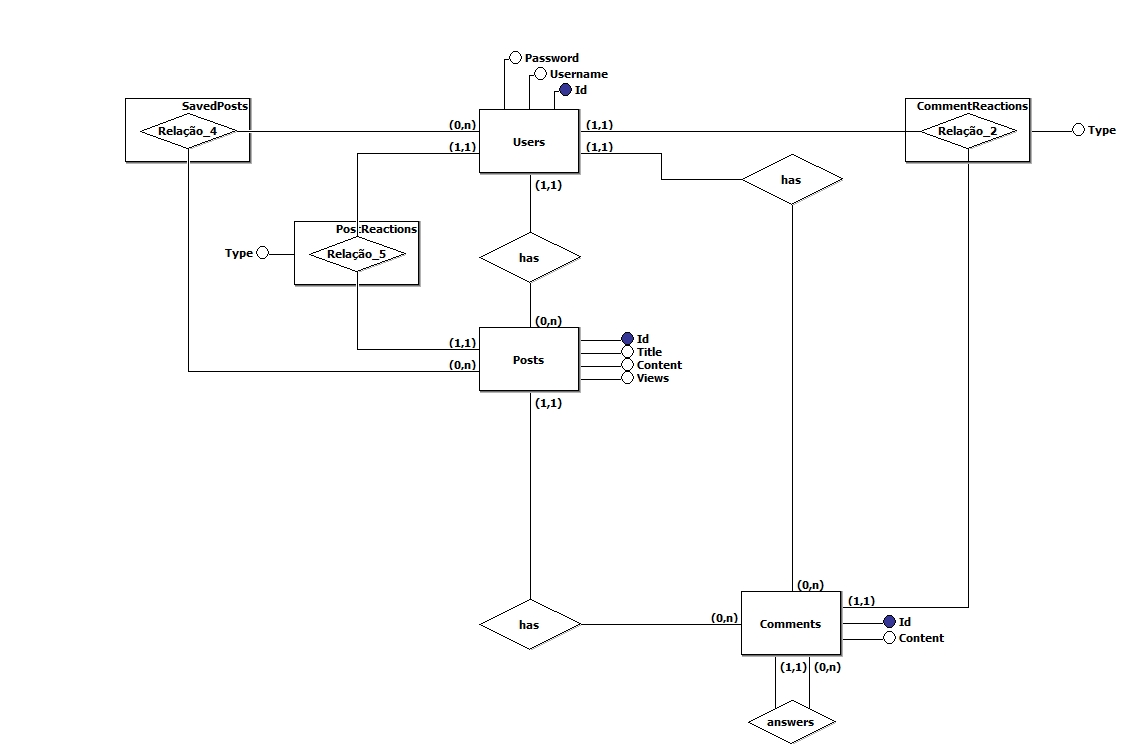 Password
Username
Id
SavedPosts
CommentReactions
Relação_4
(0,n)
Users
(1,1)
Relação_2
Type
(1,1)
(1,1)
(1,1)
has
PostReactions
Type
Relação_5
has
(0,n)
Id
(1,1)
Title
Posts
(0,n)
Content
Views
(1,1)
(0,n)
(1,1)
has
(0,n)
Comments
Id
Content
(1,1)
(0,n)
answers